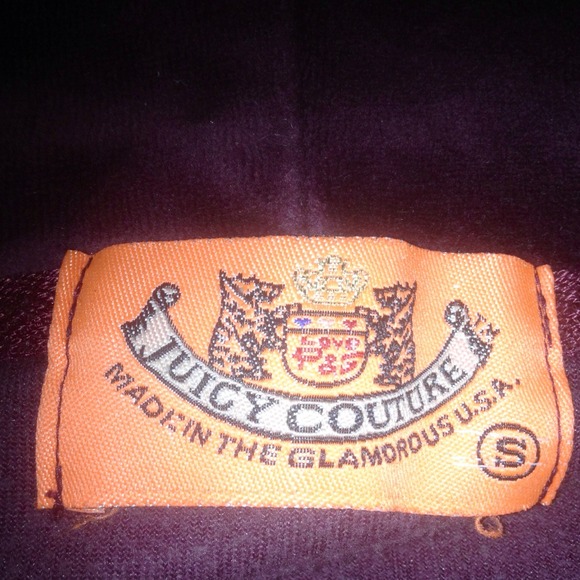 Love
P&G
JUICY COUTURE
MADE IN THE GLAMOROUS U.S.A.
S